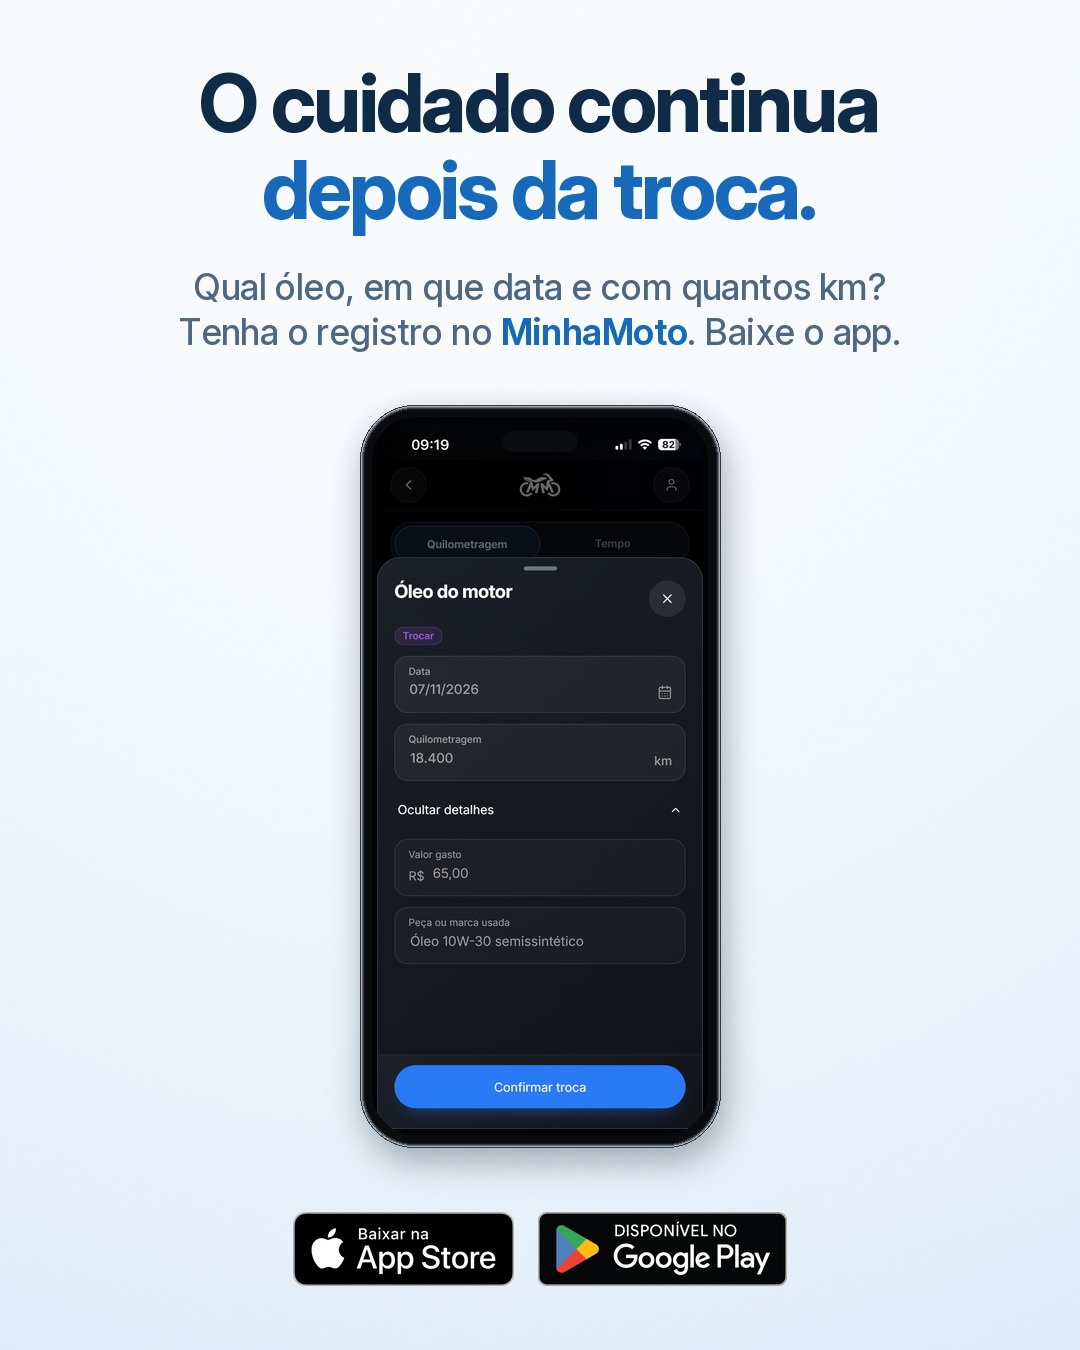 O cuidado continua
depois da troca.
Qual óleo, em que data e com quantos km?
Tenha o registro no MinhaMoto. Baixe o app.
09:19
82
MM
Quilometragem
Tempo
Óleo do motor
Trocar
Data
07/11/2026
Quilometragem
18.400
km
Ocultar detalhes
Valor gasto
R$ 65,00
Peça ou marca usada
Óleo 10W-30 semissintético
Confirmar troca
Baixar na
App Store
DISPONÍVEL NO
Google Play